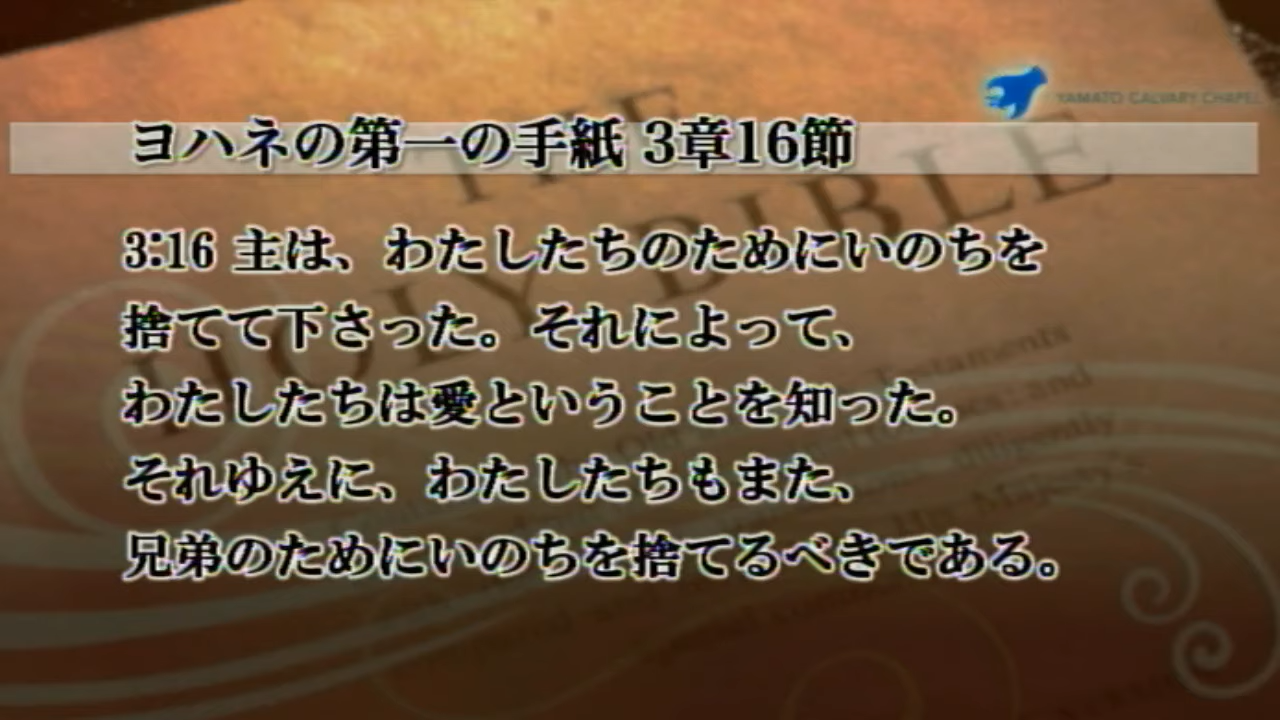 YAMATO CALVARY CHAPEL
THE
HOLY BIBLE
ヨハネの第一の手紙 3章16節
3:16 主は、わたしたちのためにいのちを
捨てて下さった。それによって、
わたしたちは愛ということを知った。
それゆえに、わたしたちもまた、
兄弟のためにいのちを捨てるべきである。
Testaments
and
diligently
His Majesty's